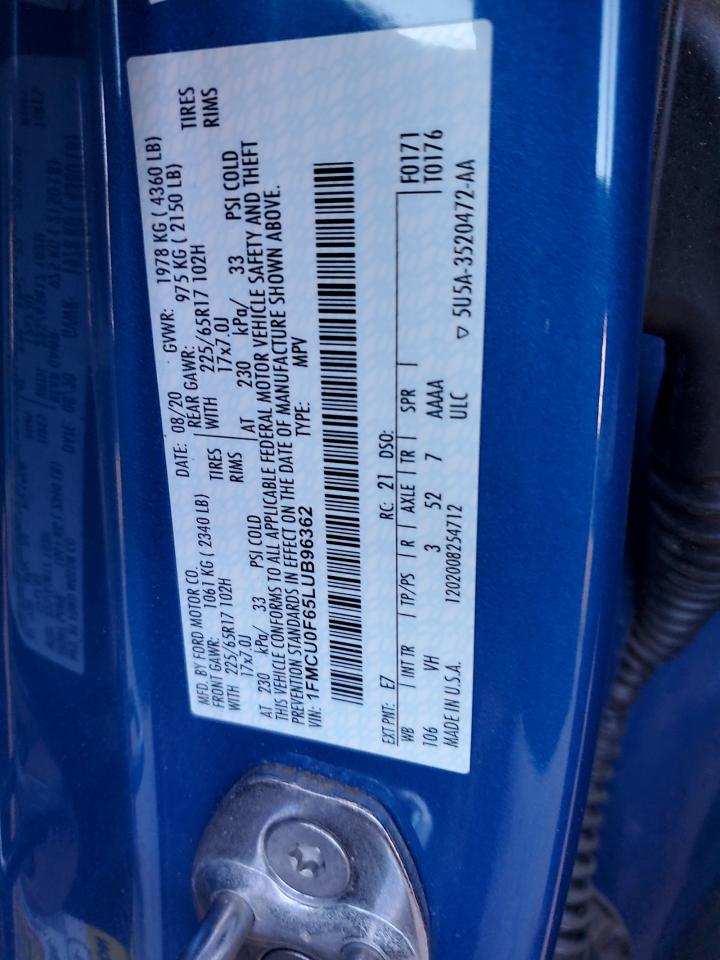 MFD. BY FORD MOTOR CO.
DATE: 08/20 GVWR: 1978 KG ( 4360 LB)
FRONT GAWR: 1061 KG ( 2340 LB) REAR GAWR: 975 KG ( 2150 LB)
WITH 225/65R17 102H TIRES WITH 225/65R17 102H TIRES
17x7.0J RIMS 17x7.0J RIMS
AT 230 kPa/ 33 PSI COLD AT 230 kPa/ 33 PSI COLD
THIS VEHICLE CONFORMS TO ALL APPLICABLE FEDERAL MOTOR VEHICLE SAFETY AND THEFT
PREVENTION STANDARDS IN EFFECT ON THE DATE OF MANUFACTURE SHOWN ABOVE.
VIN: 1FMCU0F65LUB96362 TYPE: MPV
EXT PNT: E7 RC: 21 DSO: F0171
WB INT TR TP/PS R AXLE TR SPR T0176
106 VH 3 52 7 AAAA
ULC
MADE IN U.S.A. 1202008254712 ▽ 5U5A-3520472-AA